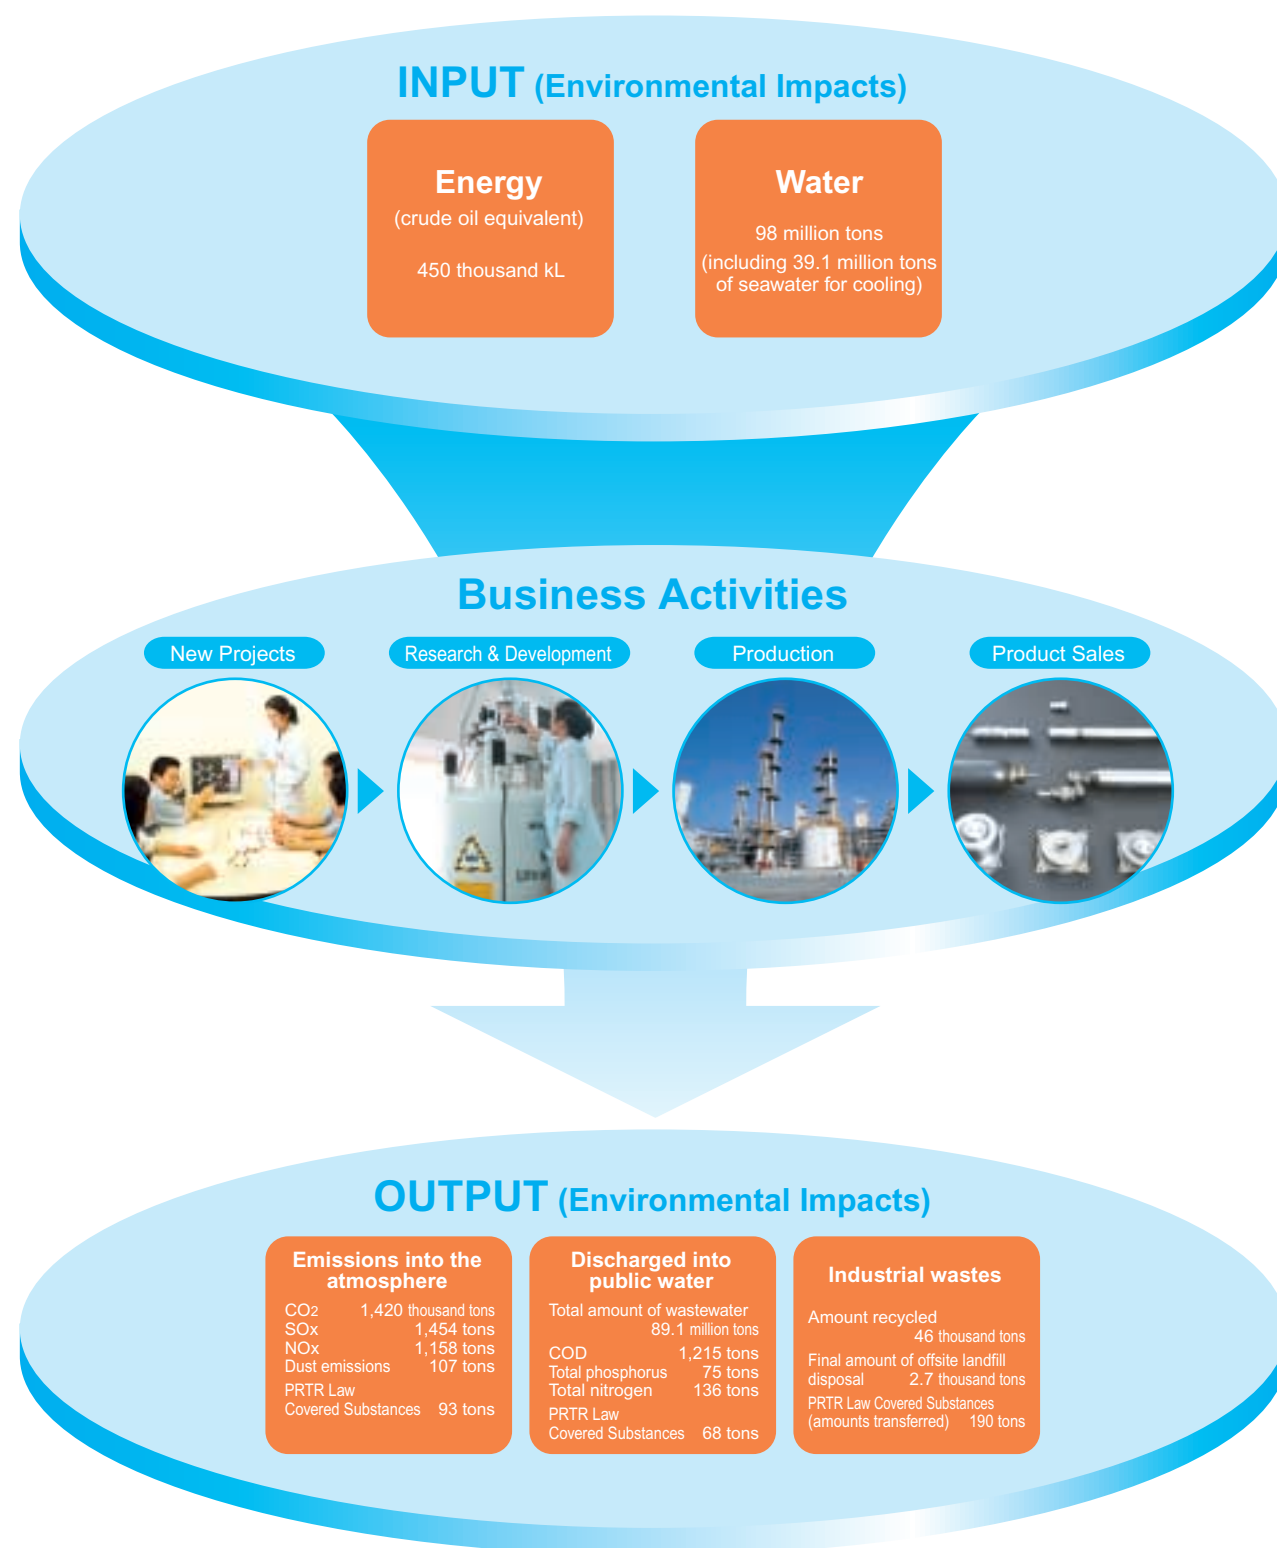 INPUT (Environmental Impacts)
Energy
(crude oil equivalent)
450 thousand kL
Water
98 million tons
(including 39.1 million tons
of seawater for cooling)
Business Activities
New Projects
Research & Development
Production
Product Sales
OUTPUT (Environmental Impacts)
Emissions into the
atmosphere
CO2 1,420 thousand tons
SOx 1,454 tons
NOx 1,158 tons
Dust emissions 107 tons
PRTR Law
Covered Substances 93 tons
Discharged into
public water
Total amount of wastewater
89.1 million tons
COD 1,215 tons
Total phosphorus 75 tons
Total nitrogen 136 tons
PRTR Law
Covered Substances 68 tons
Industrial wastes
Amount recycled
46 thousand tons
Final amount of offsite landfill
disposal 2.7 thousand tons
PRTR Law Covered Substances
(amounts transferred) 190 tons